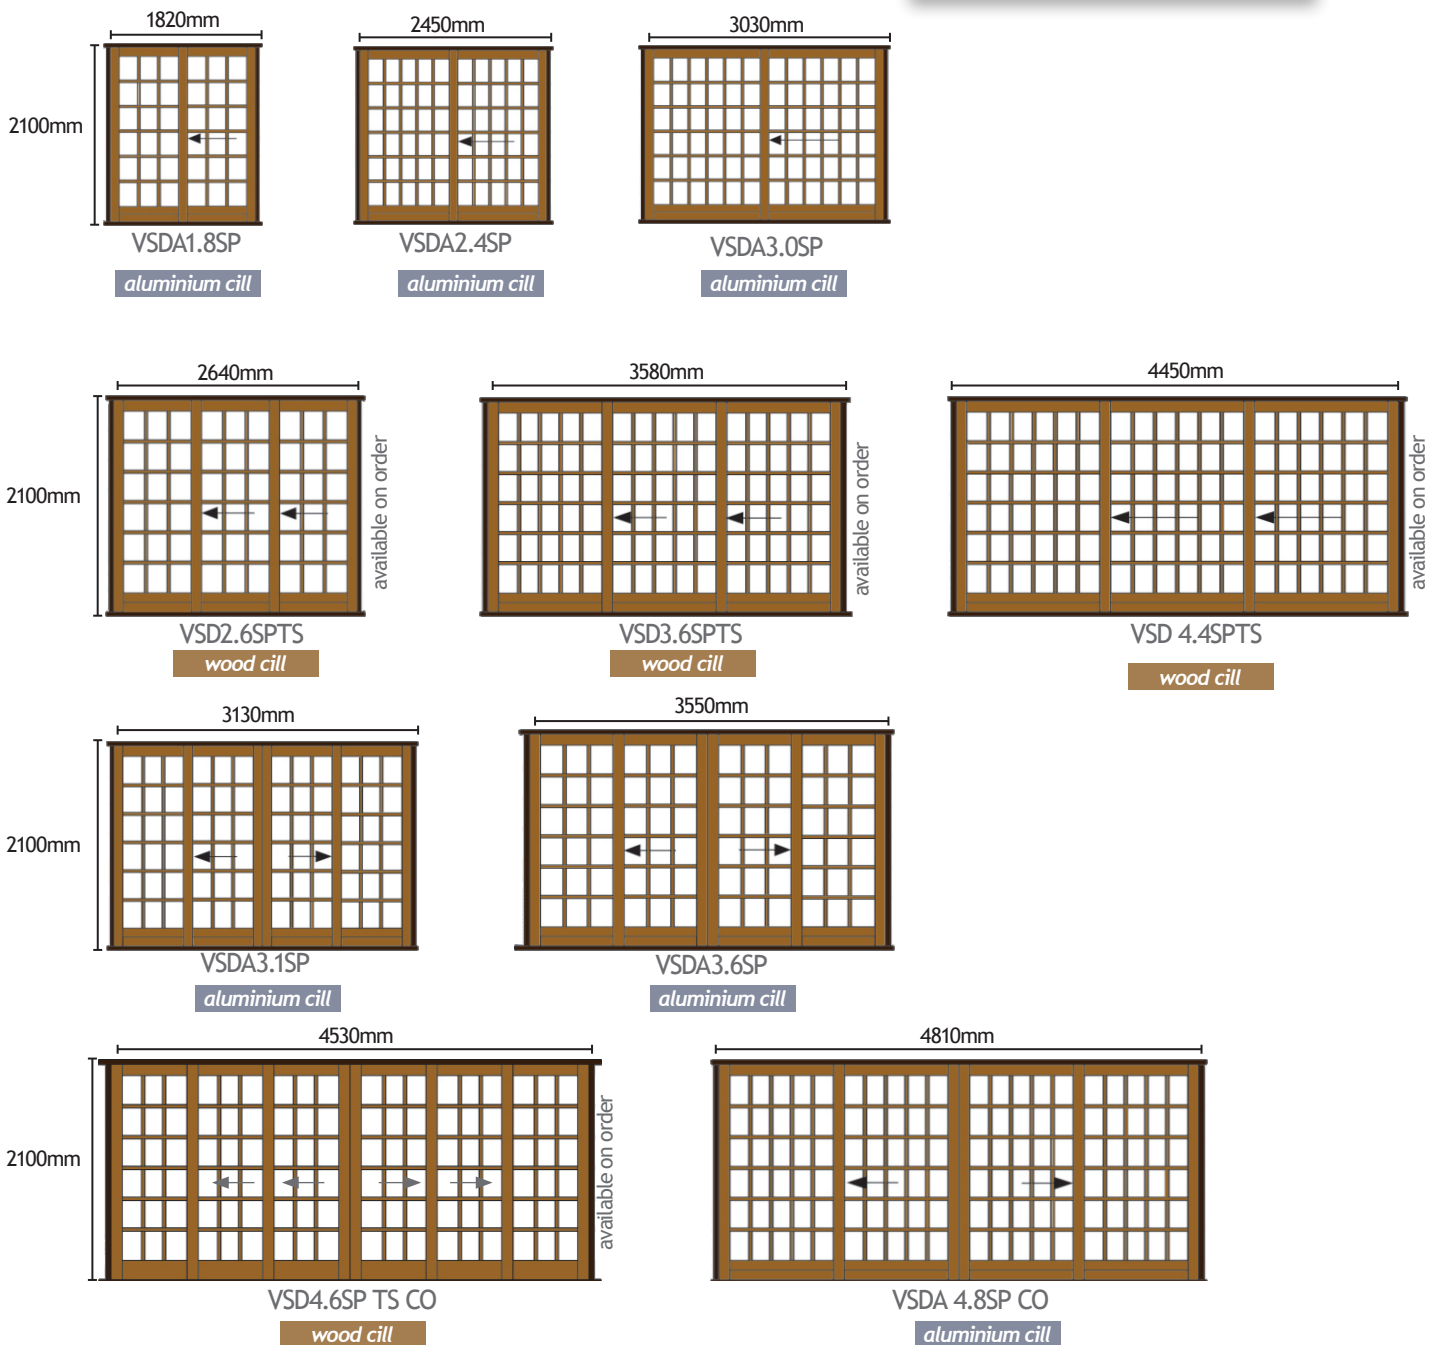 1820mm
2450mm
3030mm
2100mm
VSDA1.8SP
VSDA2.4SP
VSDA3.0SP
aluminium cill
aluminium cill
aluminium cill
2640mm
3580mm
4450mm
2100mm
available on order
available on order
available on order
VSD2.6SPTS
VSD3.6SPTS
VSD 4.4SPTS
wood cill
wood cill
wood cill
3130mm
3550mm
2100mm
VSDA3.1SP
VSDA3.6SP
aluminium cill
aluminium cill
4530mm
4810mm
2100mm
available on order
VSD4.6SP TS CO
VSDA 4.8SP CO
wood cill
aluminium cill